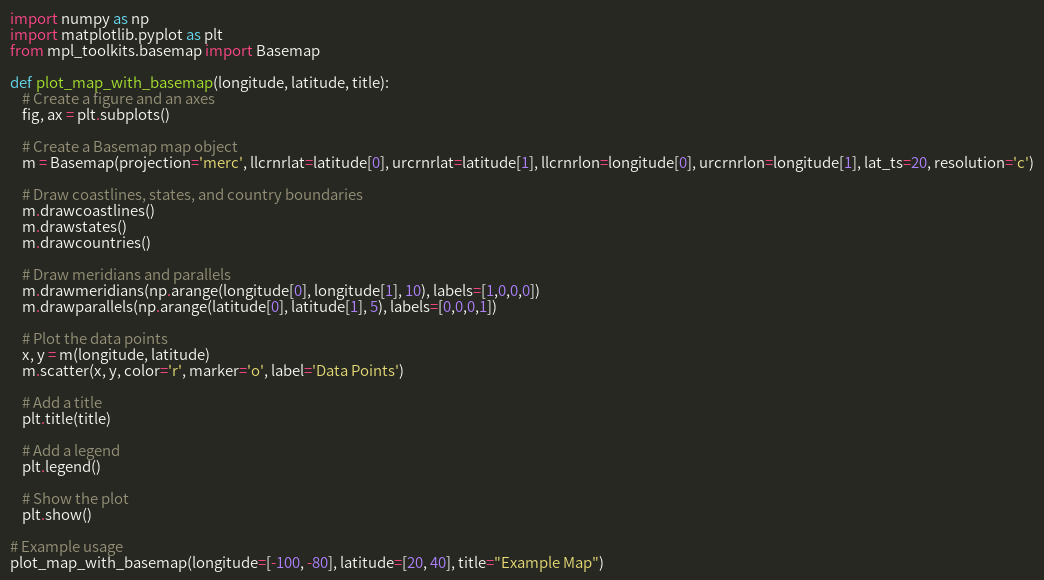 import numpy as np
import matplotlib.pyplot as plt
from mpl_toolkits.basemap import Basemap

def plot_map_with_basemap(longitude, latitude, title):
    # Create a figure and an axes
    fig, ax = plt.subplots()

    # Create a Basemap map object
    m = Basemap(projection='merc', llcrnrlat=latitude[0], urcrnrlat=latitude[1], llcrnrlon=longitude[0], urcrnrlon=longitude[1], lat_ts=20, resolution='c')

    # Draw coastlines, states, and country boundaries
    m.drawcoastlines()
    m.drawstates()
    m.drawcountries()

    # Draw meridians and parallels
    m.drawmeridians(np.arange(longitude[0], longitude[1], 10), labels=[1,0,0,0])
    m.drawparallels(np.arange(latitude[0], latitude[1], 5), labels=[0,0,0,1])

    # Plot the data points
    x, y = m(longitude, latitude)
    m.scatter(x, y, color='r', marker='o', label='Data Points')

    # Add a title
    plt.title(title)

    # Add a legend
    plt.legend()

    # Show the plot
    plt.show()

# Example usage
plot_map_with_basemap(longitude=[-100, -80], latitude=[20, 40], title="Example Map")